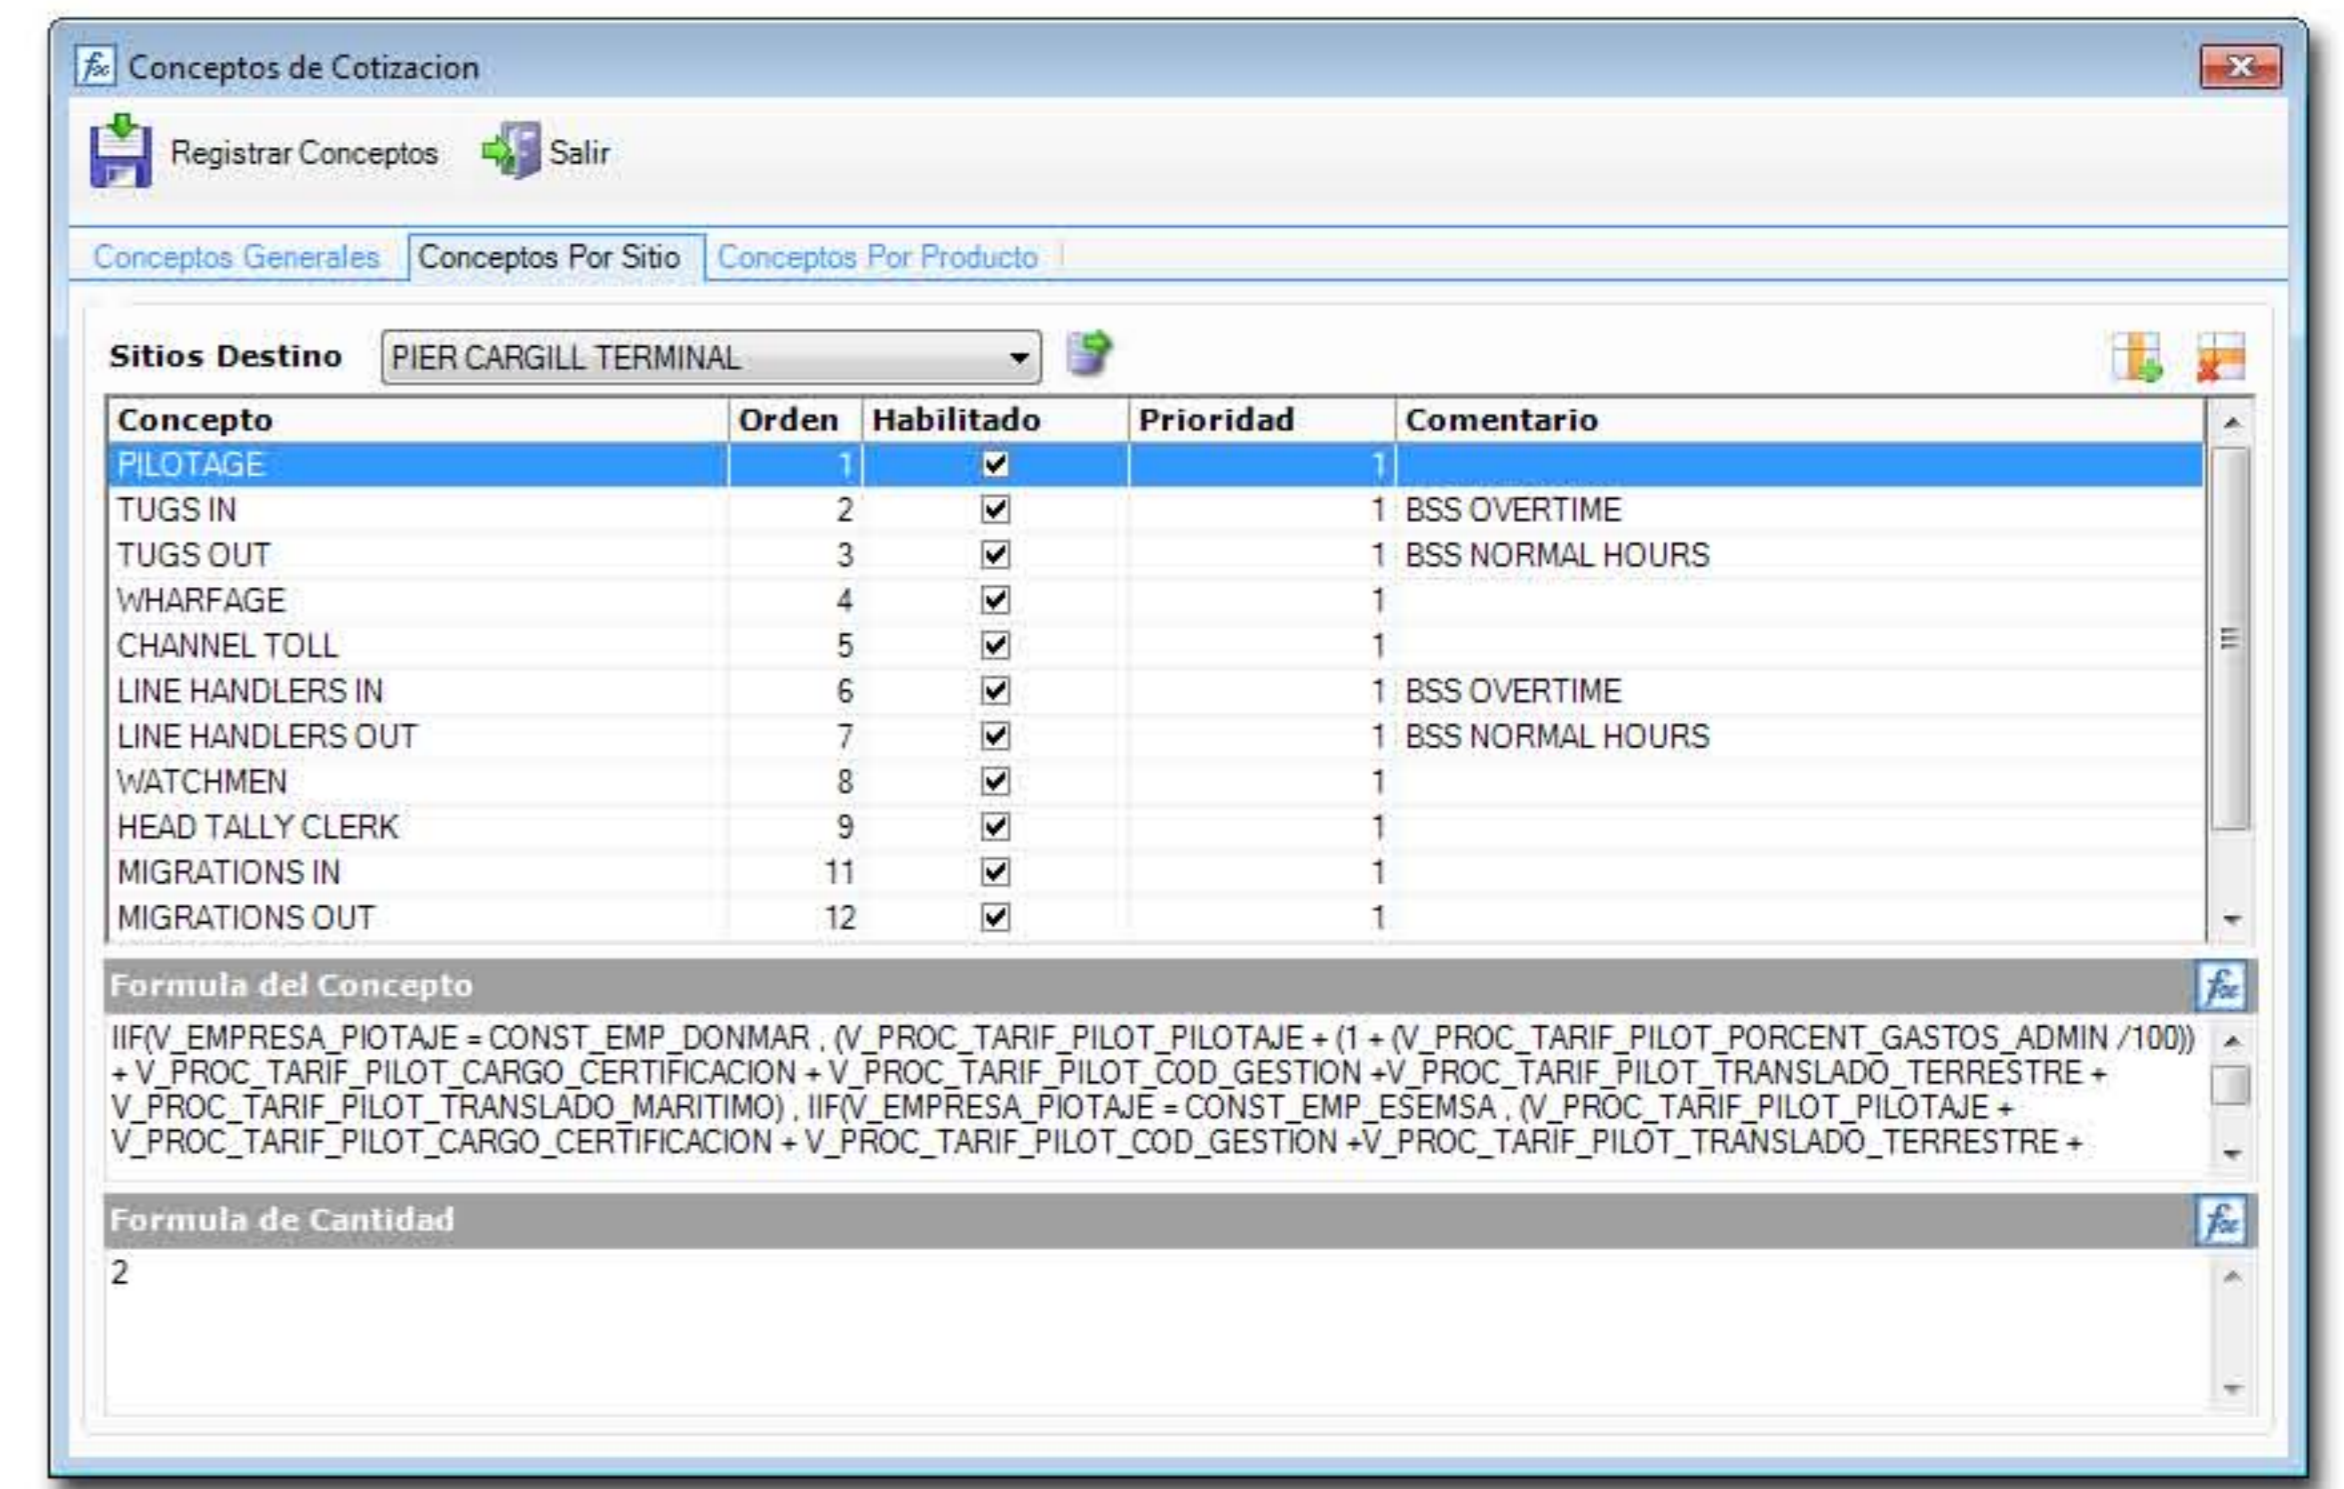 Conceptos de Cotizacion
Registrar Conceptos Salir
Conceptos Generales Conceptos Por Sitio Conceptos Por Producto
Sitios Destino PIER CARGILL TERMINAL
Concepto Orden Habilitado Prioridad Comentario
PILOTAGE 1 1
TUGS IN 2 1 BSS OVERTIME
TUGS OUT 3 1 BSS NORMAL HOURS
WHARFAGE 4 1
CHANNEL TOLL 5 1
LINE HANDLERS IN 6 1 BSS OVERTIME
LINE HANDLERS OUT 7 1 BSS NORMAL HOURS
WATCHMEN 8 1
HEAD TALLY CLERK 9 1
MIGRATIONS IN 11 1
MIGRATIONS OUT 12 1
Formula del Concepto
IIF(V_EMPRESA_PIOTAJE = CONST_EMP_DONMAR , (V_PROC_TARIF_PILOT_PILOTAJE + (1 + (V_PROC_TARIF_PILOT_PORCENT_GASTOS_ADMIN /100))
+ V_PROC_TARIF_PILOT_CARGO_CERTIFICACION + V_PROC_TARIF_PILOT_COD_GESTION +V_PROC_TARIF_PILOT_TRANSLADO_TERRESTRE +
V_PROC_TARIF_PILOT_TRANSLADO_MARITIMO) , IIF(V_EMPRESA_PIOTAJE = CONST_EMP_ESEMSA , (V_PROC_TARIF_PILOT_PILOTAJE +
V_PROC_TARIF_PILOT_CARGO_CERTIFICACION + V_PROC_TARIF_PILOT_COD_GESTION +V_PROC_TARIF_PILOT_TRANSLADO_TERRESTRE +
Formula de Cantidad
2